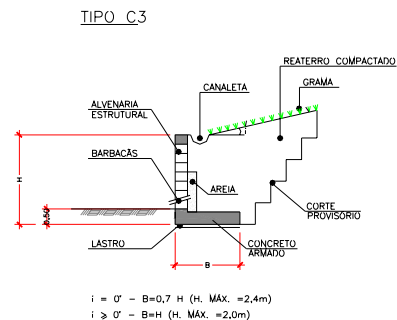 TIPO C3
REATERRO COMPACTADO
GRAMA
CANALETA
ALVENARIA
ESTRUTURAL
BARBACÃS
AREIA
H
0,50
CORTE
PROVISÓRIO
LASTRO
CONCRETO
ARMADO
B
i = 0° - B=0,7 H (H. MÁX. =2,4m)
i ≥ 0° - B=H (H. MÁX. =2,0m)